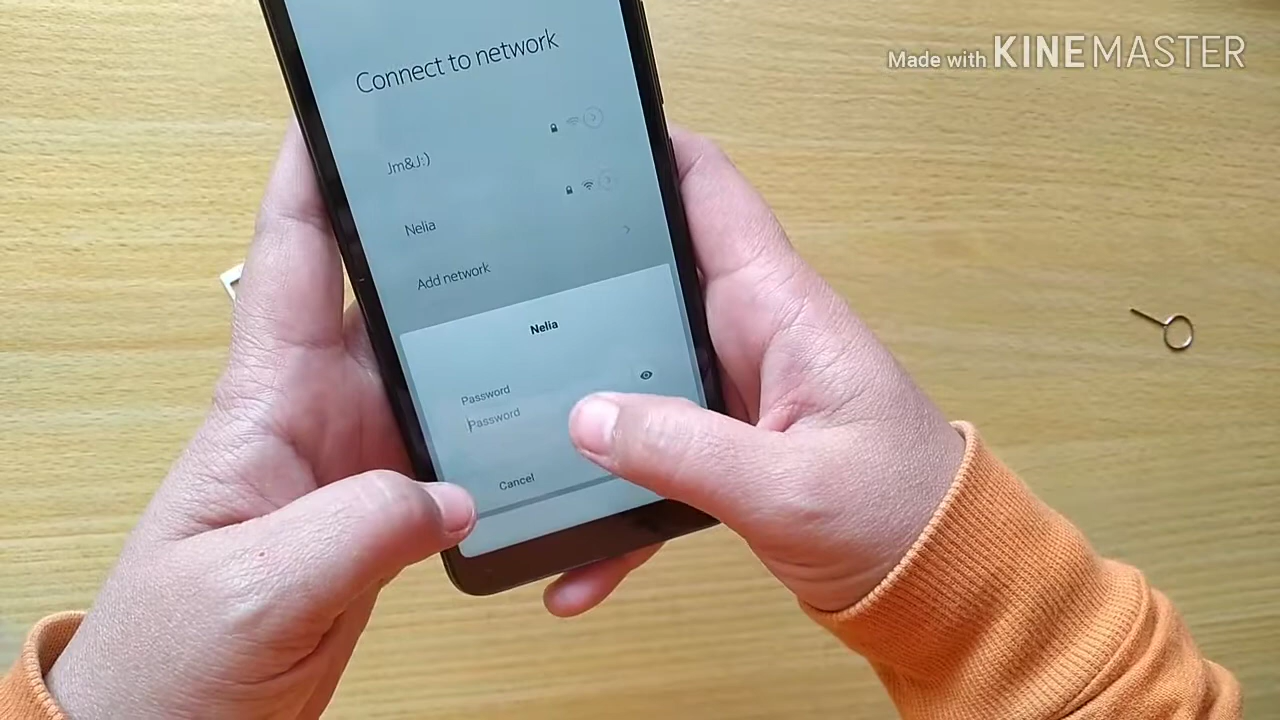 Made with KINEMASTER
Connect to network
Jm&J:)
Nelia
Add network
Nelia
Password
Password
Cancel